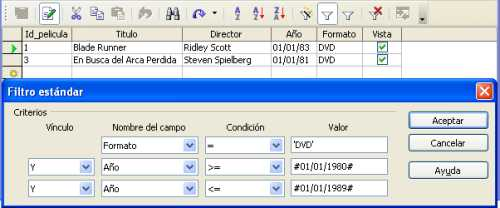 Id_pelicula Titulo Director Año Formato Vista
1 Blade Runner Ridley Scott 01/01/83 DVD
3 En Busca del Arca Perdida Steven Spielberg 01/01/81 DVD
Filtro estándar
Criterios
Vínculo Nombre del campo Condición Valor
Formato = 'DVD'
Y Año >= #01/01/1980#
Y Año <= #01/01/1989#
Aceptar
Cancelar
Ayuda